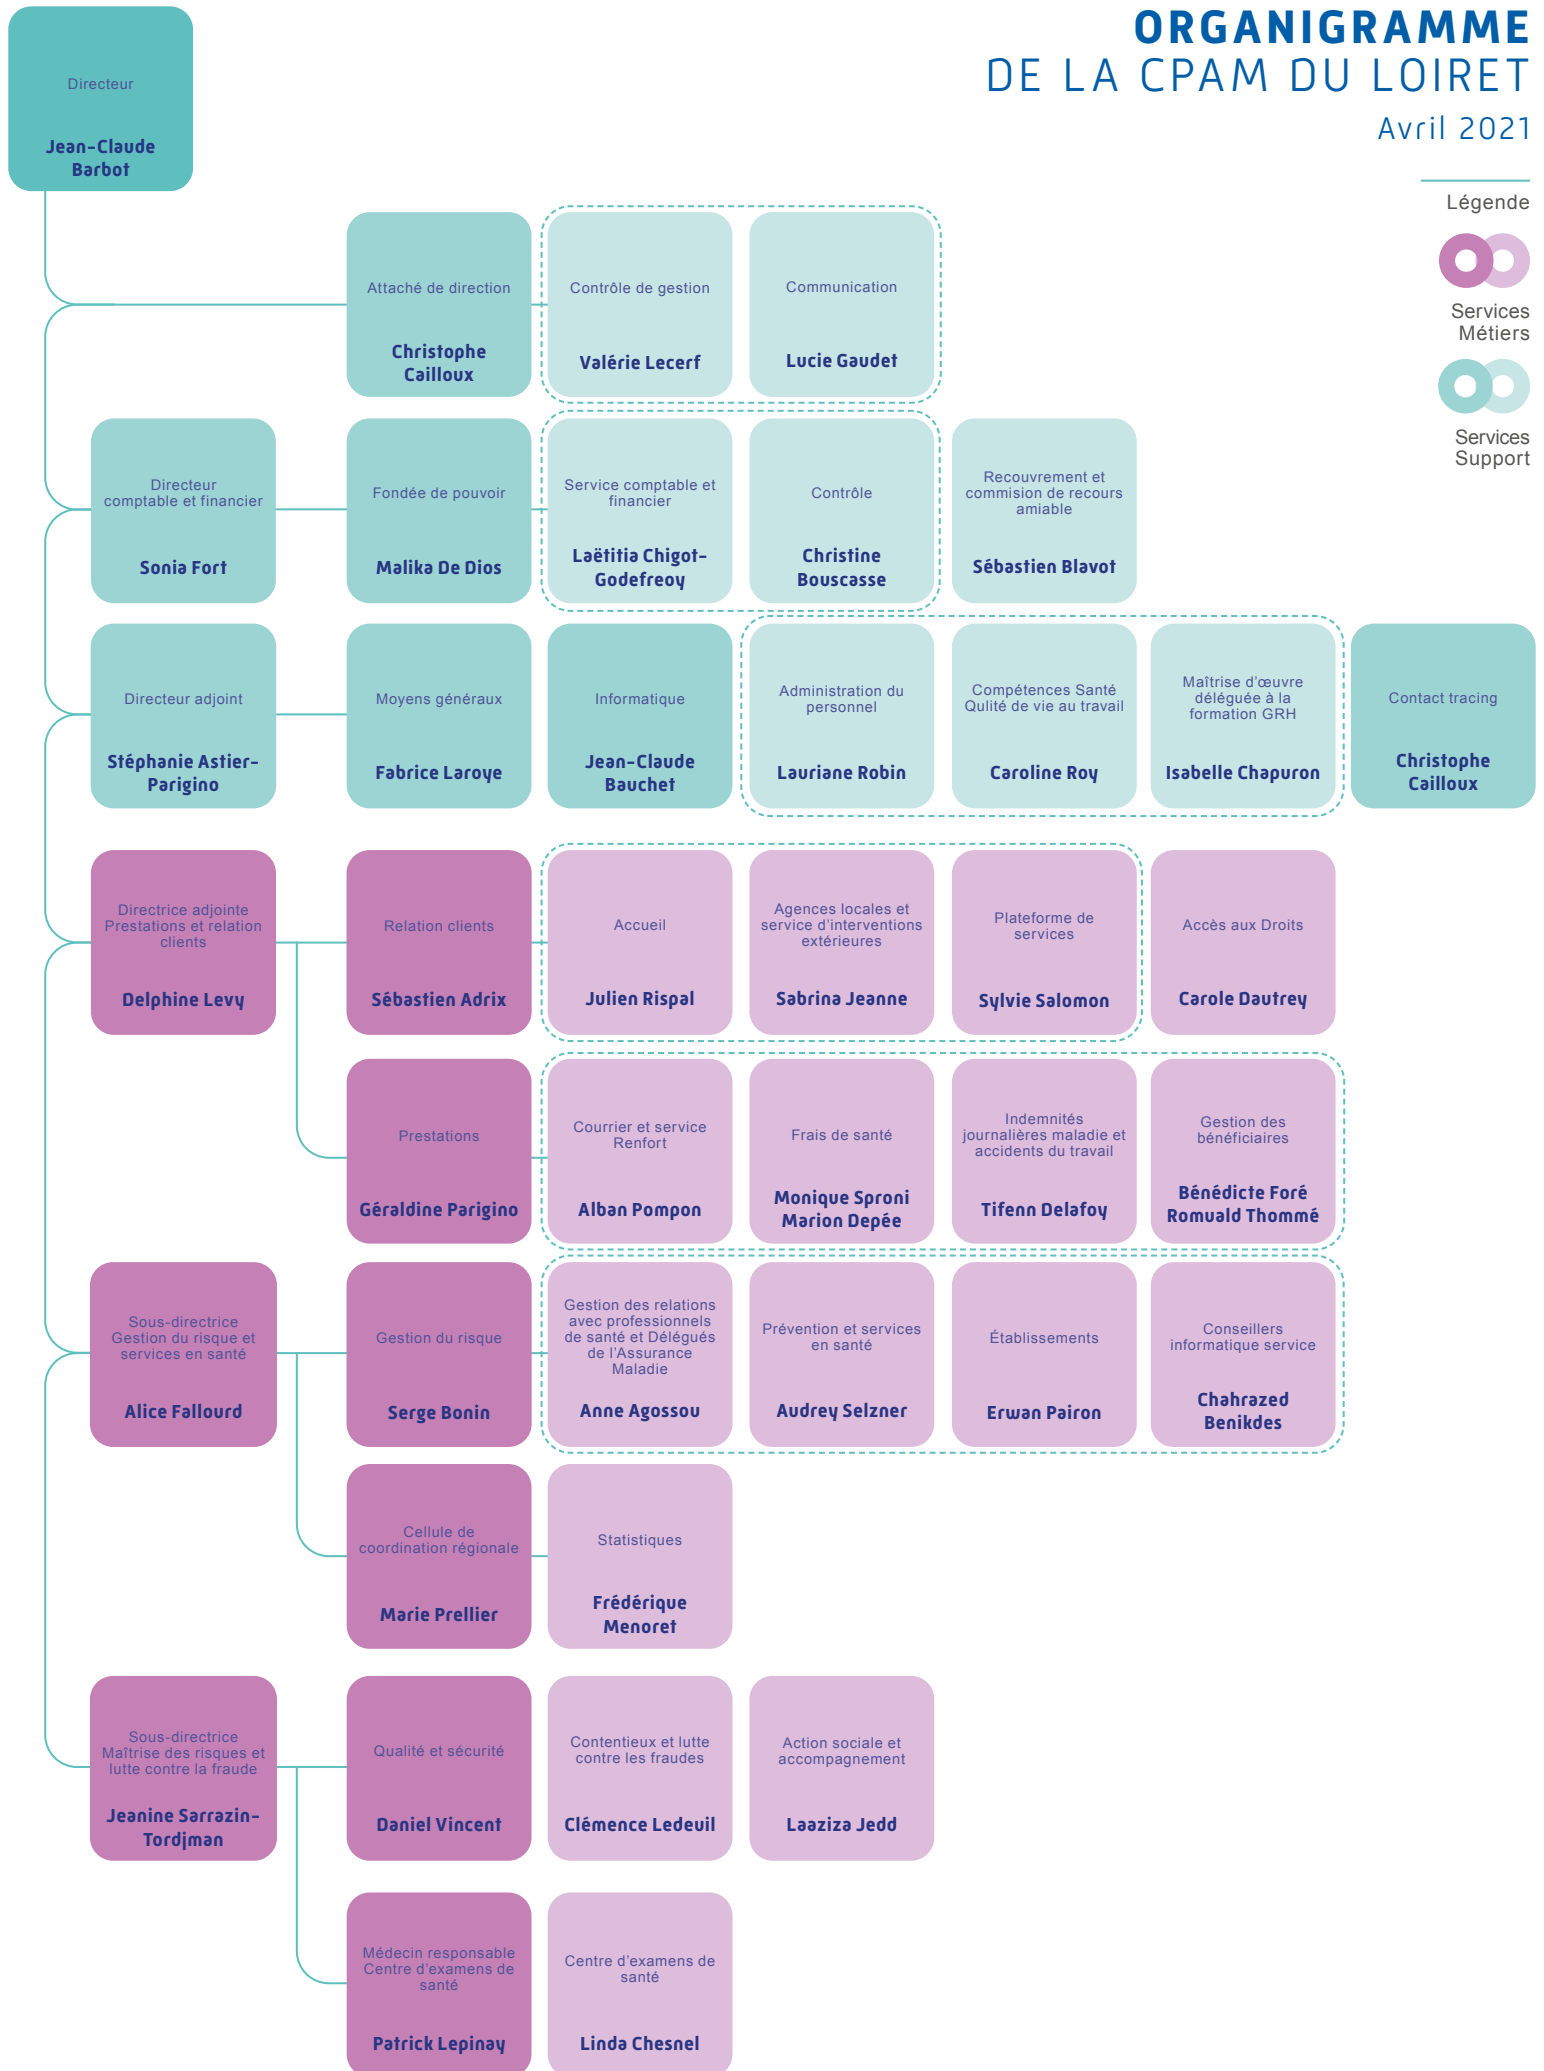 ORGANIGRAMME
DE LA CPAM DU LOIRET
Avril 2021
Légende
Services
Métiers
Services
Support
Directeur
Jean-Claude
Barbot
Attaché de direction
Christophe
Cailloux
Contrôle de gestion
Valérie Lecerf
Communication
Lucie Gaudet
Directeur
comptable et financier
Sonia Fort
Fondée de pouvoir
Malika De Dios
Service comptable et
financier
Laëtitia Chigot-
Godefreoy
Contrôle
Christine
Bouscasse
Recouvrement et
commision de recours
amiable
Sébastien Blavot
Directeur adjoint
Stéphanie Astier-
Parigino
Moyens généraux
Fabrice Laroye
Informatique
Jean-Claude
Bauchet
Administration du
personnel
Lauriane Robin
Compétences Santé
Qulité de vie au travail
Caroline Roy
Maîtrise d'œuvre
déléguée à la
formation GRH
Isabelle Chapuron
Contact tracing
Christophe
Cailloux
Directrice adjointe
Prestations et relation
clients
Delphine Levy
Relation clients
Sébastien Adrix
Accueil
Julien Rispal
Agences locales et
service d'interventions
extérieures
Sabrina Jeanne
Plateforme de
services
Sylvie Salomon
Accès aux Droits
Carole Dautrey
Prestations
Géraldine Parigino
Courrier et service
Renfort
Alban Pompon
Frais de santé
Monique Sproni
Marion Depée
Indemnités
journalières maladie et
accidents du travail
Tifenn Delafoy
Gestion des
bénéficiaires
Bénédicte Foré
Romuald Thommé
Sous-directrice
Gestion du risque et
services en santé
Alice Fallourd
Gestion du risque
Serge Bonin
Gestion des relations
avec professionnels
de santé et Délégués
de l'Assurance
Maladie
Anne Agossou
Prévention et services
en santé
Audrey Selzner
Établissements
Erwan Pairon
Conseillers
informatique service
Chahrazed
Benikdes
Cellule de
coordination régionale
Marie Prellier
Statistiques
Frédérique
Menoret
Sous-directrice
Maîtrise des risques et
lutte contre la fraude
Jeanine Sarrazin-
Tordjman
Qualité et sécurité
Daniel Vincent
Contentieux et lutte
contre les fraudes
Clémence Ledeuil
Action sociale et
accompagnement
Laaziza Jedd
Médecin responsable
Centre d'examens de
santé
Patrick Lepinay
Centre d'examens de
santé
Linda Chesnel